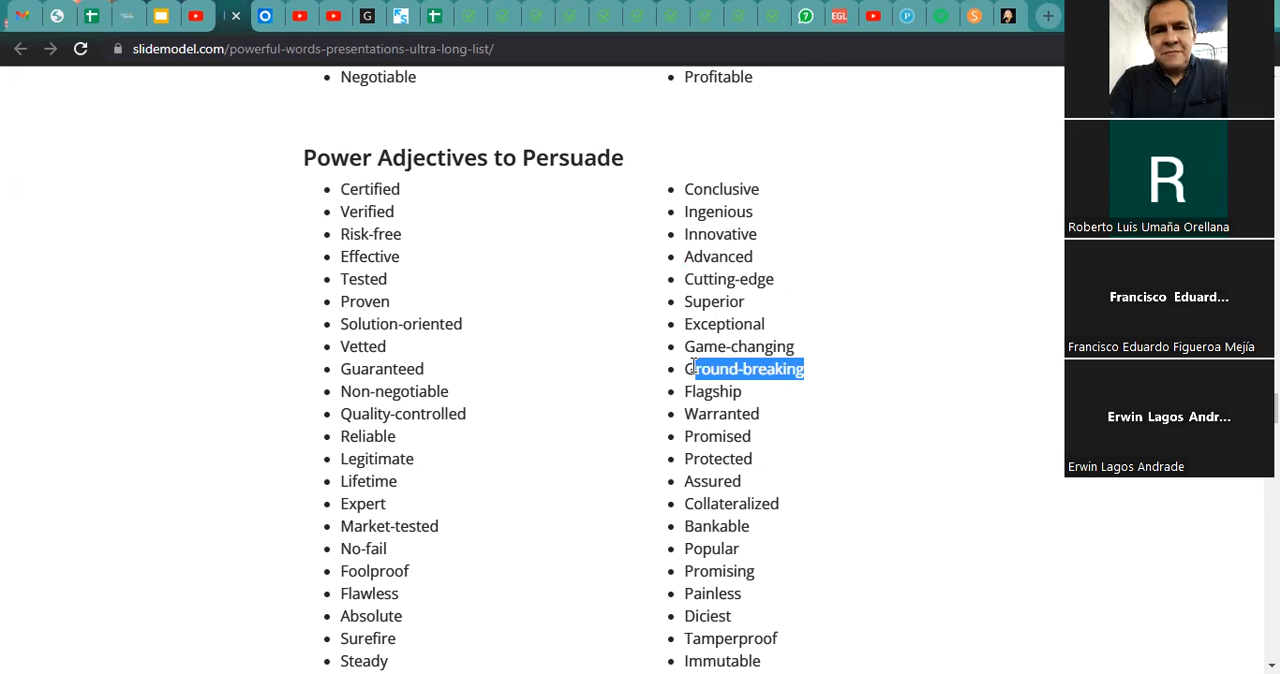 7
G
EGL
P
S
slidemodel.com/powerful-words-presentations-ultra-long-list/
Negotiable
Profitable
Power Adjectives to Persuade
Certified
Verified
Risk-free
Effective
Tested
Proven
Solution-oriented
Vetted
Guaranteed
Non-negotiable
Quality-controlled
Reliable
Legitimate
Lifetime
Expert
Market-tested
No-fail
Foolproof
Flawless
Absolute
Surefire
Steady
Conclusive
Ingenious
Innovative
Advanced
Cutting-edge
Superior
Exceptional
Game-changing
Ground-breaking
Flagship
Warranted
Promised
Protected
Assured
Collateralized
Bankable
Popular
Promising
Painless
Diciest
Tamperproof
Immutable
R
Roberto Luis Umaña Orellana
Francisco Eduard...
Francisco Eduardo Figueroa Mejía
Erwin Lagos Andr...
Erwin Lagos Andrade